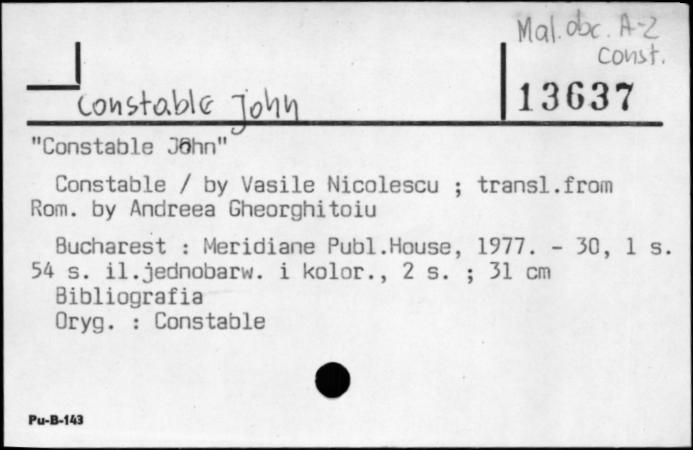 Mal. obc. A-Z
Const.
13637
Constable John
"Constable John"
Constable / by Vasile Nicolescu ; transl.from
Rom. by Andreea Gheorghitoiu
Bucharest : Meridiane Publ.House, 1977. - 30, 1 s.
54 s. il.jednobarw. i kolor., 2 s. ; 31 cm
Bibliografia
Oryg. : Constable
Pu-B-143